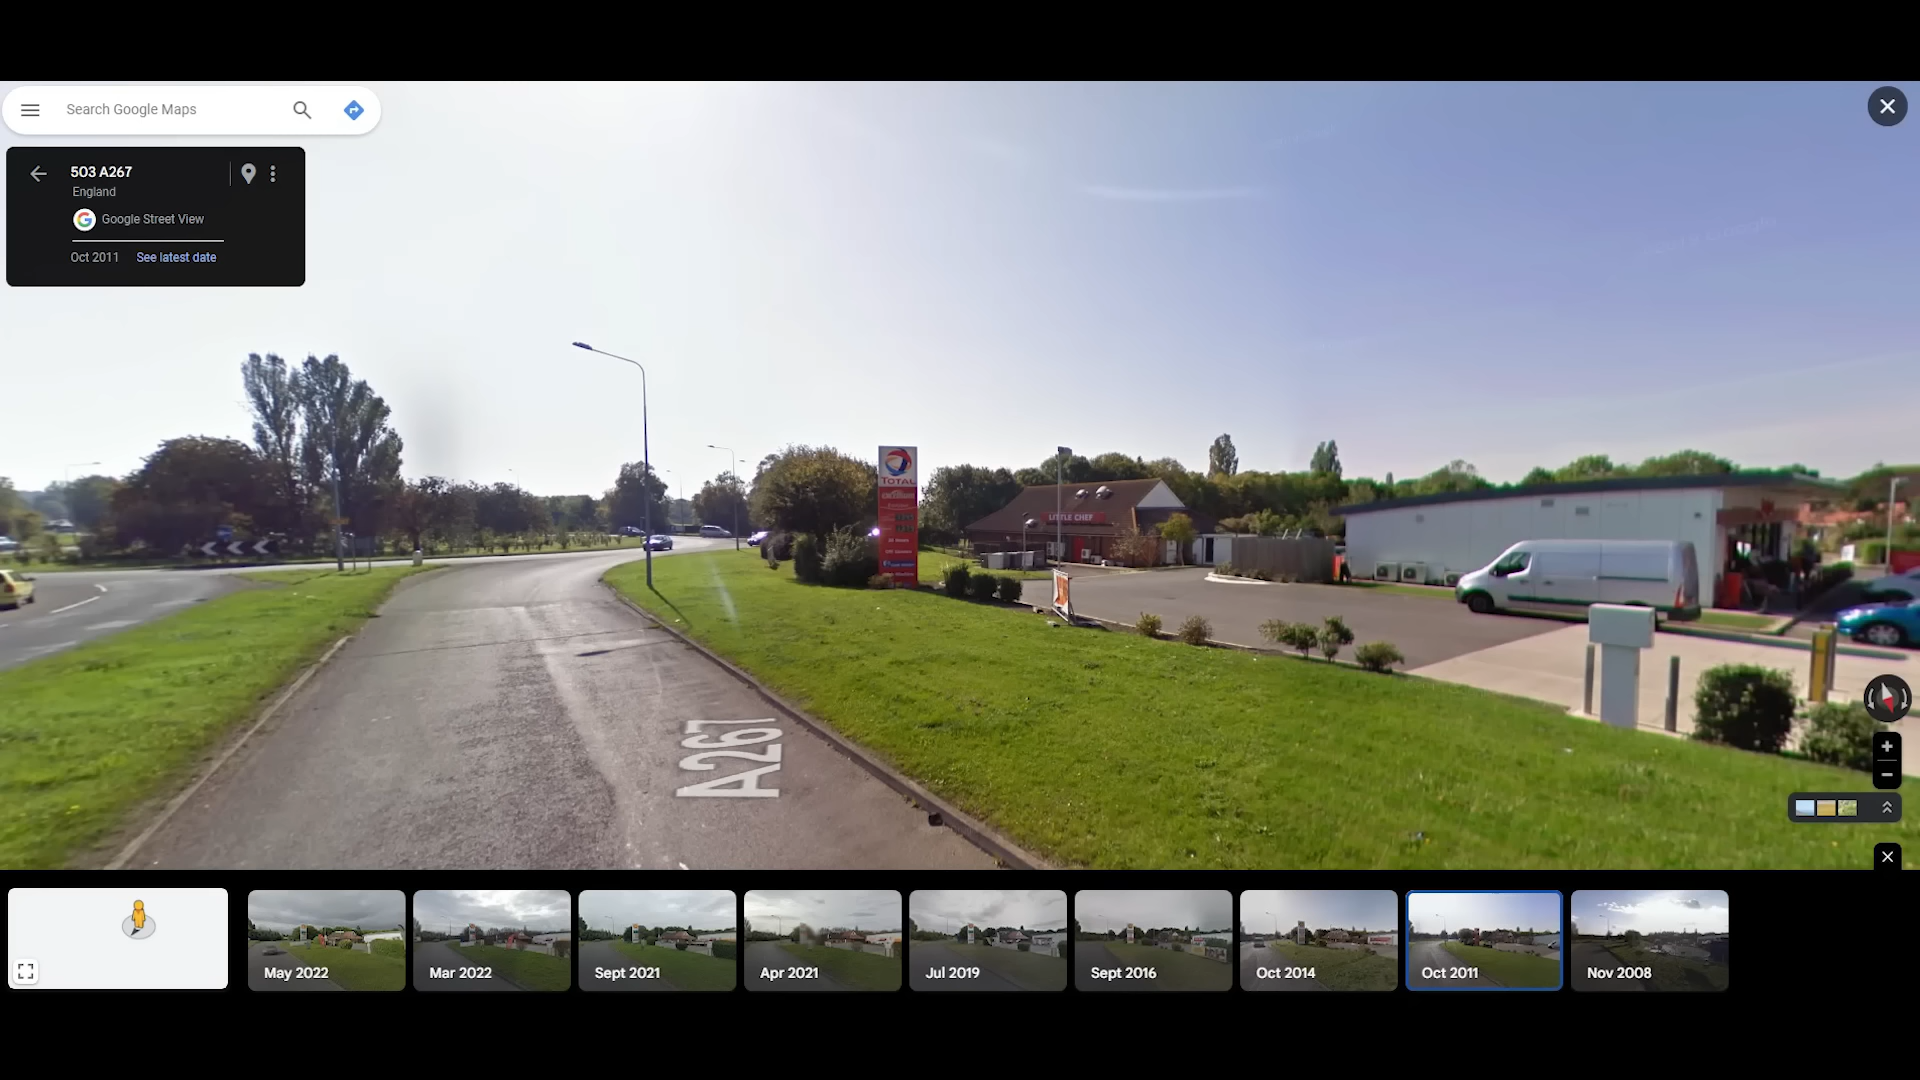 Search Google Maps
503 A267
England
Google Street View
Oct 2011 See latest date
TOTAL
LITTLE CHEF
A267
May 2022
Mar 2022
Sept 2021
Apr 2021
Jul 2019
Sept 2016
Oct 2014
Oct 2011
Nov 2008